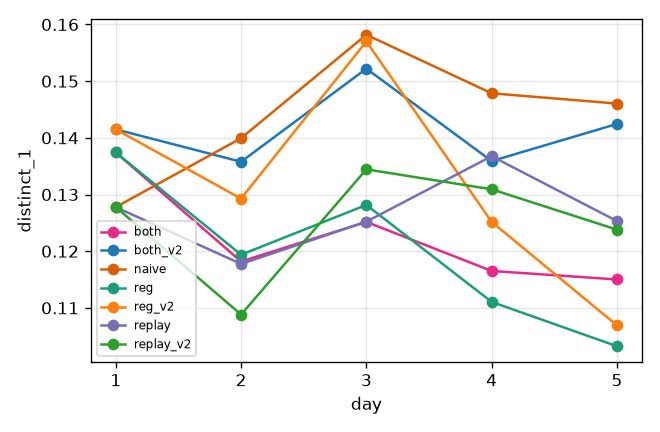 0.16
0.15
0.14
0.13
0.12
0.11
distinct_1
both
both_v2
naive
reg
reg_v2
replay
replay_v2
1 2 3 4 5
day